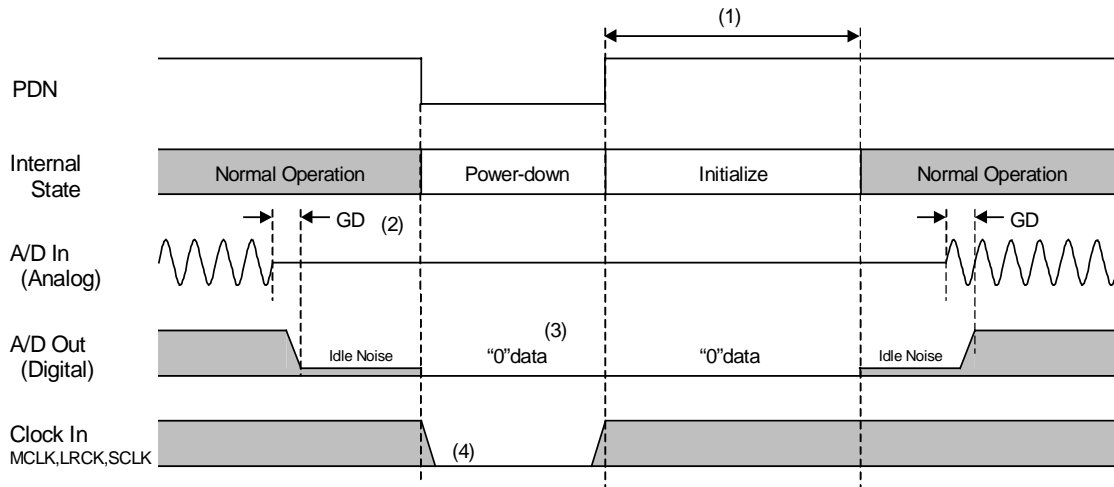 (1)
PDN
Internal
State
Normal Operation
Power-down
Initialize
Normal Operation
GD
(2)
GD
A/D In
(Analog)
A/D Out
(Digital)
Idle Noise
(3)
“0”data
“0”data
Idle Noise
Clock In
MCLK,LRCK,SCLK
(4)